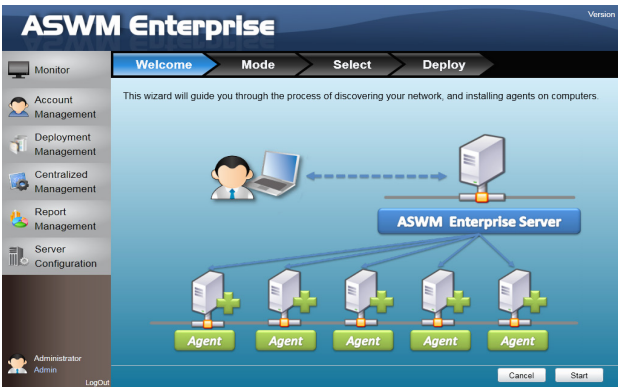 ASWM Enterprise
Version
Monitor
Account
Management
Deployment
Management
Centralized
Management
Report
Management
Server
Configuration
Administrator
Admin
LogOut
Welcome Mode Select Deploy
This wizard will guide you through the process of discovering your network, and installing agents on computers.
ASWM Enterprise Server
Agent Agent Agent Agent Agent
Cancel Start